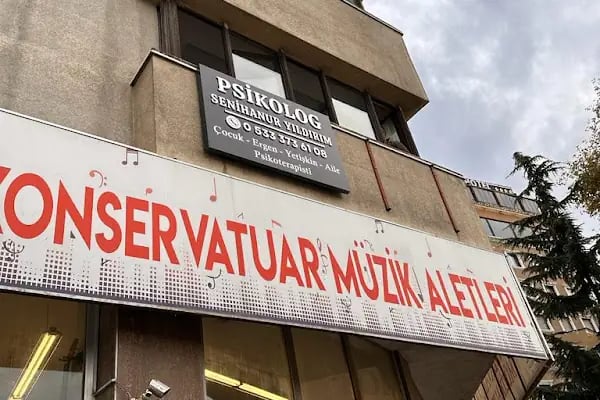 PSİKOLOG
SENİHANUR YILDIRIM
0 533 373 61 08
Çocuk - Ergen - Yetişkin - Aile
Psikoterapisti
KONSERVATUAR MÜZİK ALETLERİ